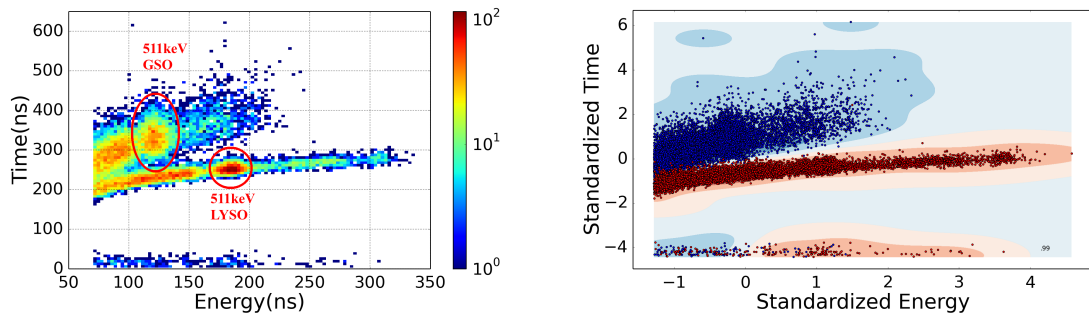 600
500
400
300
200
100
0
Time(ns)
511keV
GSO
511keV
LYSO
50 100 150 200 250 300 350
Energy(ns)
10²
10¹
10⁰
6
4
2
0
−2
−4
Standardized Time
.99
−1 0 1 2 3 4
Standardized Energy